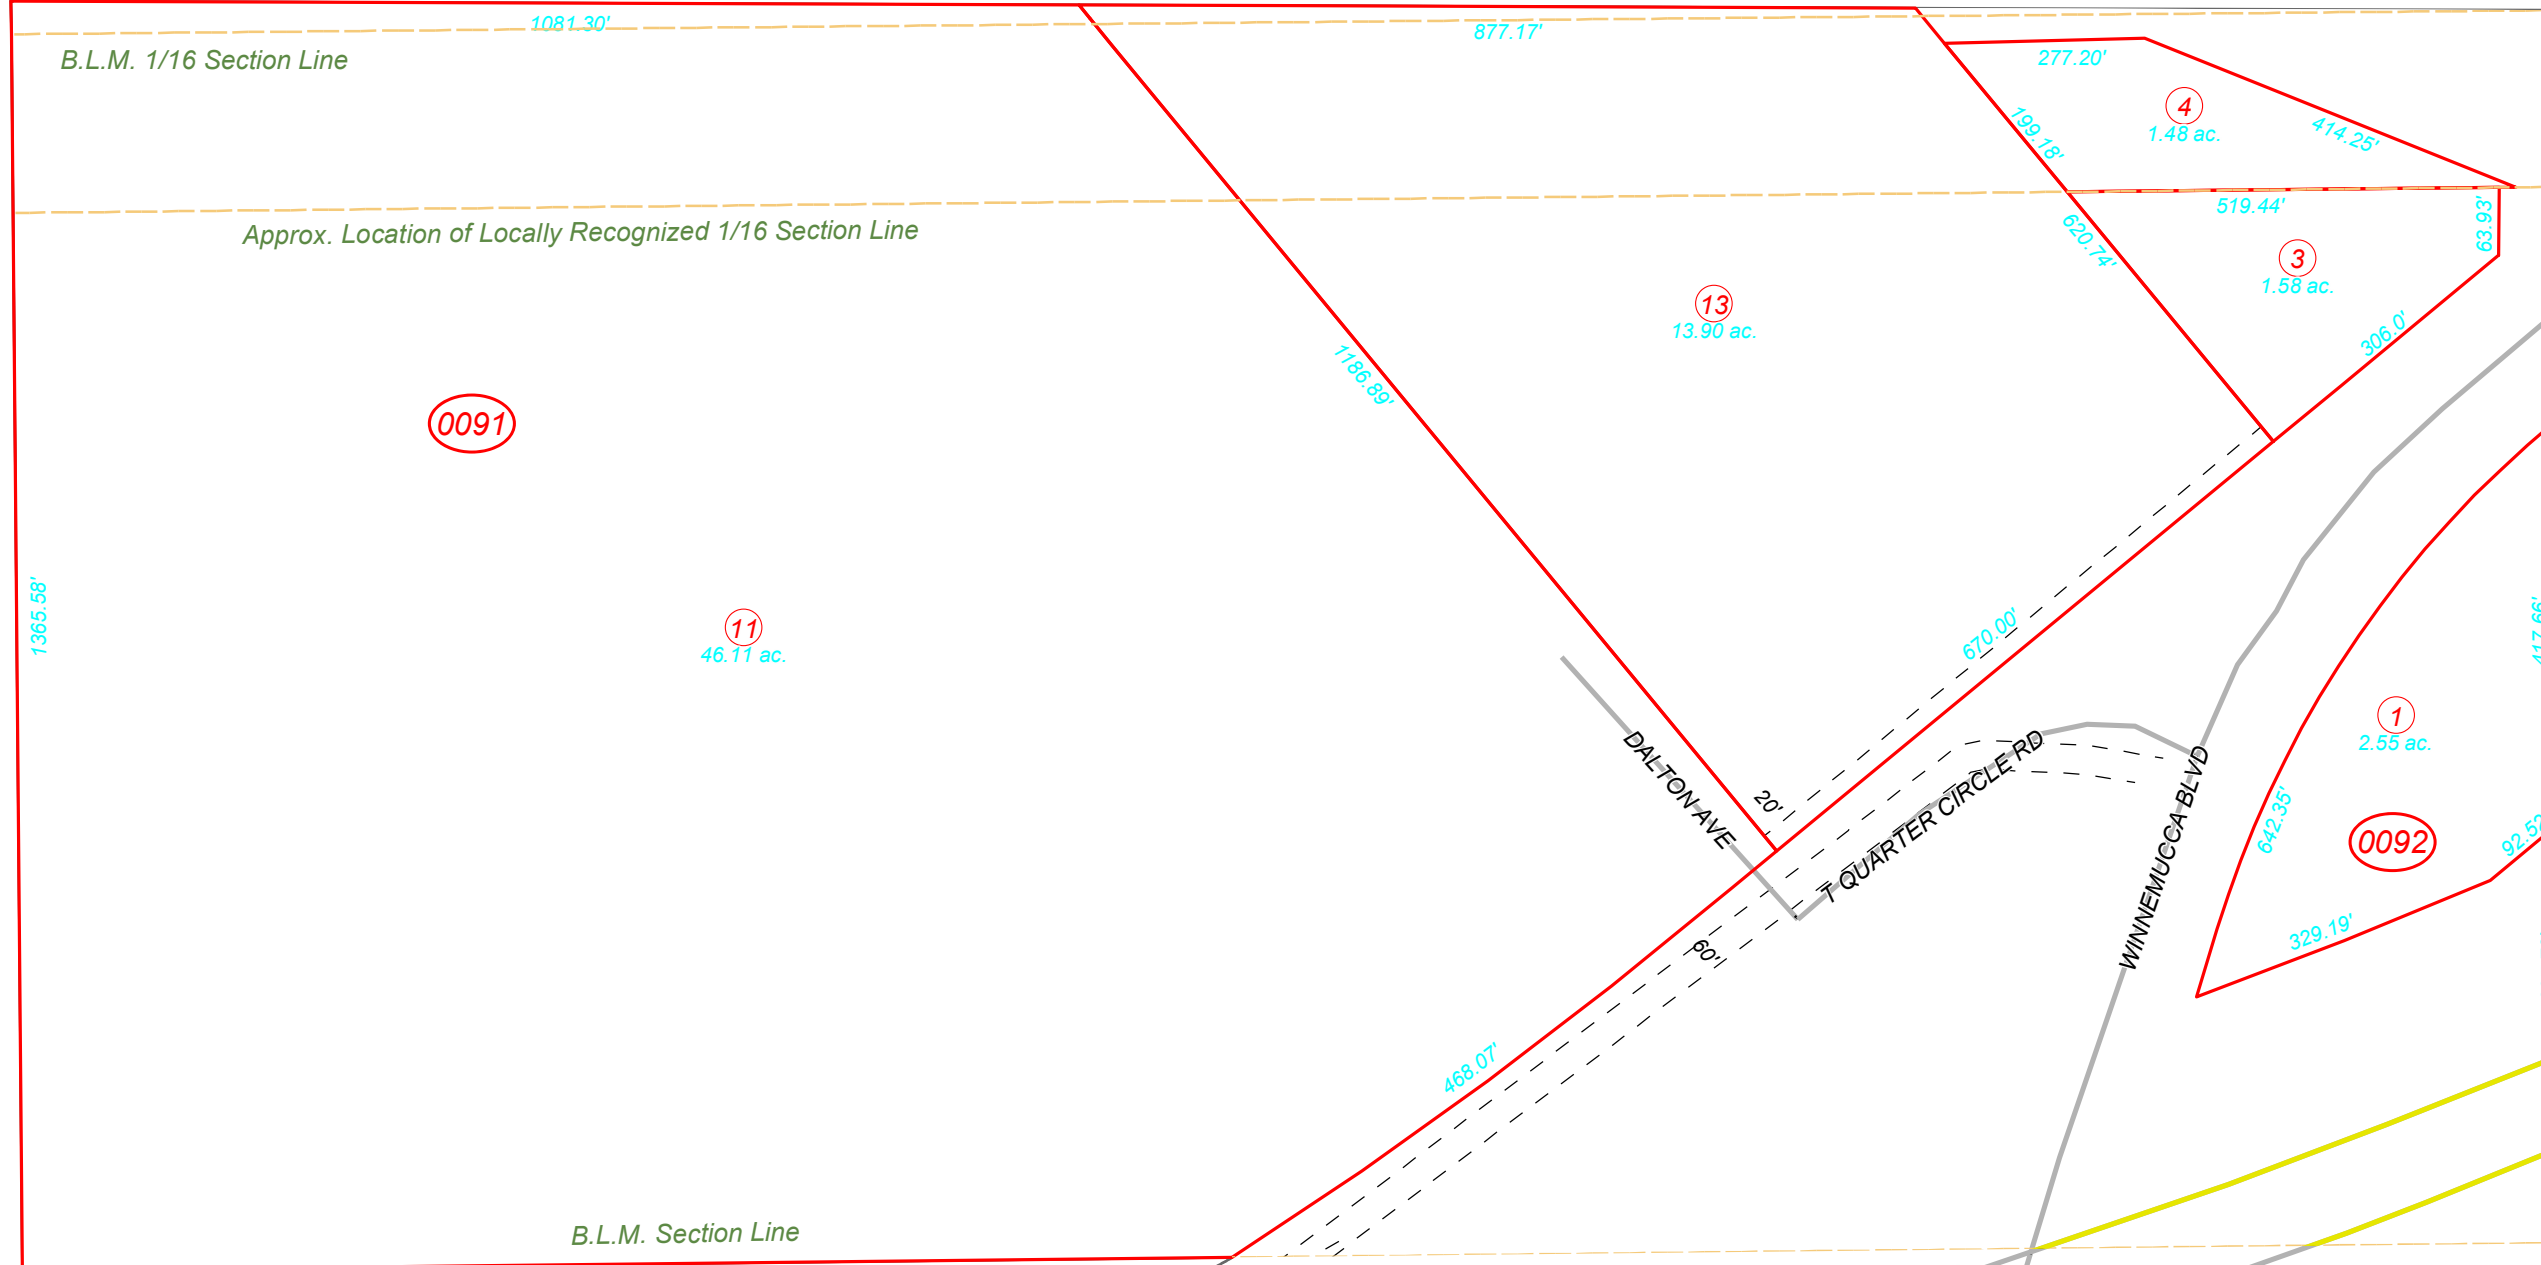 1081.30'
877.17'
B.L.M. 1/16 Section Line
277.20'
4
1.48 ac.
199.18'
414.25'
Approx. Location of Locally Recognized 1/16 Section Line
519.44'
63.93'
620.74'
3
1.58 ac.
13
13.90 ac.
306.0'
1186.89'
0091
1365.58'
11
46.11 ac.
670.00'
417.66'
1
2.55 ac.
DALTON AVE
20'
T QUARTER CIRCLE RD
WINNEMUCCA BLVD
642.35'
0092
92.52
329.19'
60'
468.07'
B.L.M. Section Line